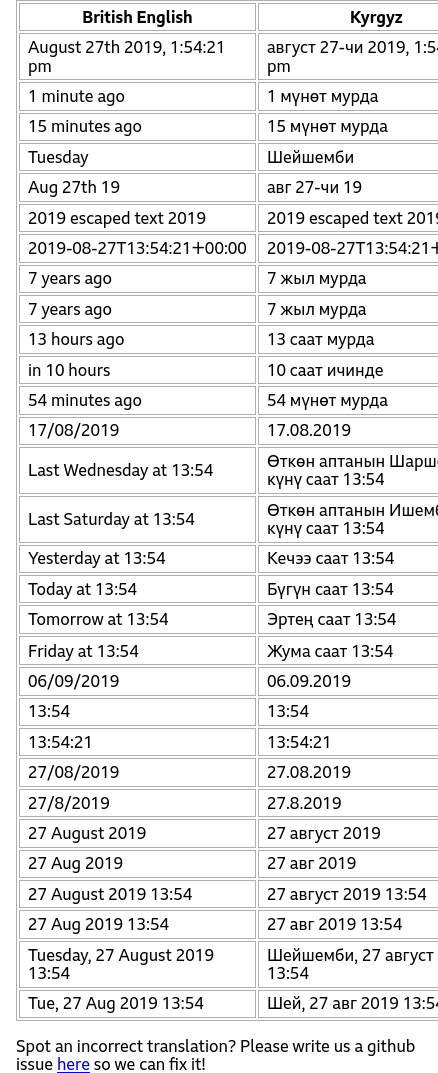 British English Kyrgyz
August 27th 2019, 1:54:21 август 27-чи 2019,
pm pm
1 minute ago 1 мүнөт мурда
15 minutes ago 15 мүнөт мурда
Tuesday Шейшемби
Aug 27th 19 авг 27-чи 19
2019 escaped text 2019 2019 escaped text
2019-08-27T13:54:21+00:00 2019-08-27T13:54:21+
7 years ago 7 жыл мурда
7 years ago 7 жыл мурда
13 hours ago 13 саат мурда
in 10 hours 10 саат ичинде
54 minutes ago 54 мүнөт мурда
17/08/2019 17.08.2019
Last Wednesday at 13:54 Өткөн аптанын
күнү саат 13:54
Last Saturday at 13:54 Өткөн аптанын
күнү саат 13:54
Yesterday at 13:54 Кечээ саат 13:54
Today at 13:54 Бүгүн саат 13:54
Tomorrow at 13:54 Эртең саат 13:54
Friday at 13:54 Жума саат 13:54
06/09/2019 06.09.2019
13:54 13:54
13:54:21 13:54:21
27/08/2019 27.08.2019
27/8/2019 27.8.2019
27 August 2019 27 август 2019
27 Aug 2019 27 авг 2019
27 August 2019 13:54 27 август 2019 13:54
27 Aug 2019 13:54 27 авг 2019 13:54
Tuesday, 27 August 2019 Шейшемби, 27 август
13:54 13:54
Tue, 27 Aug 2019 13:54 Шей, 27 авг 2019 13:54
Spot an incorrect translation? Please write us a github
issue here so we can fix it!